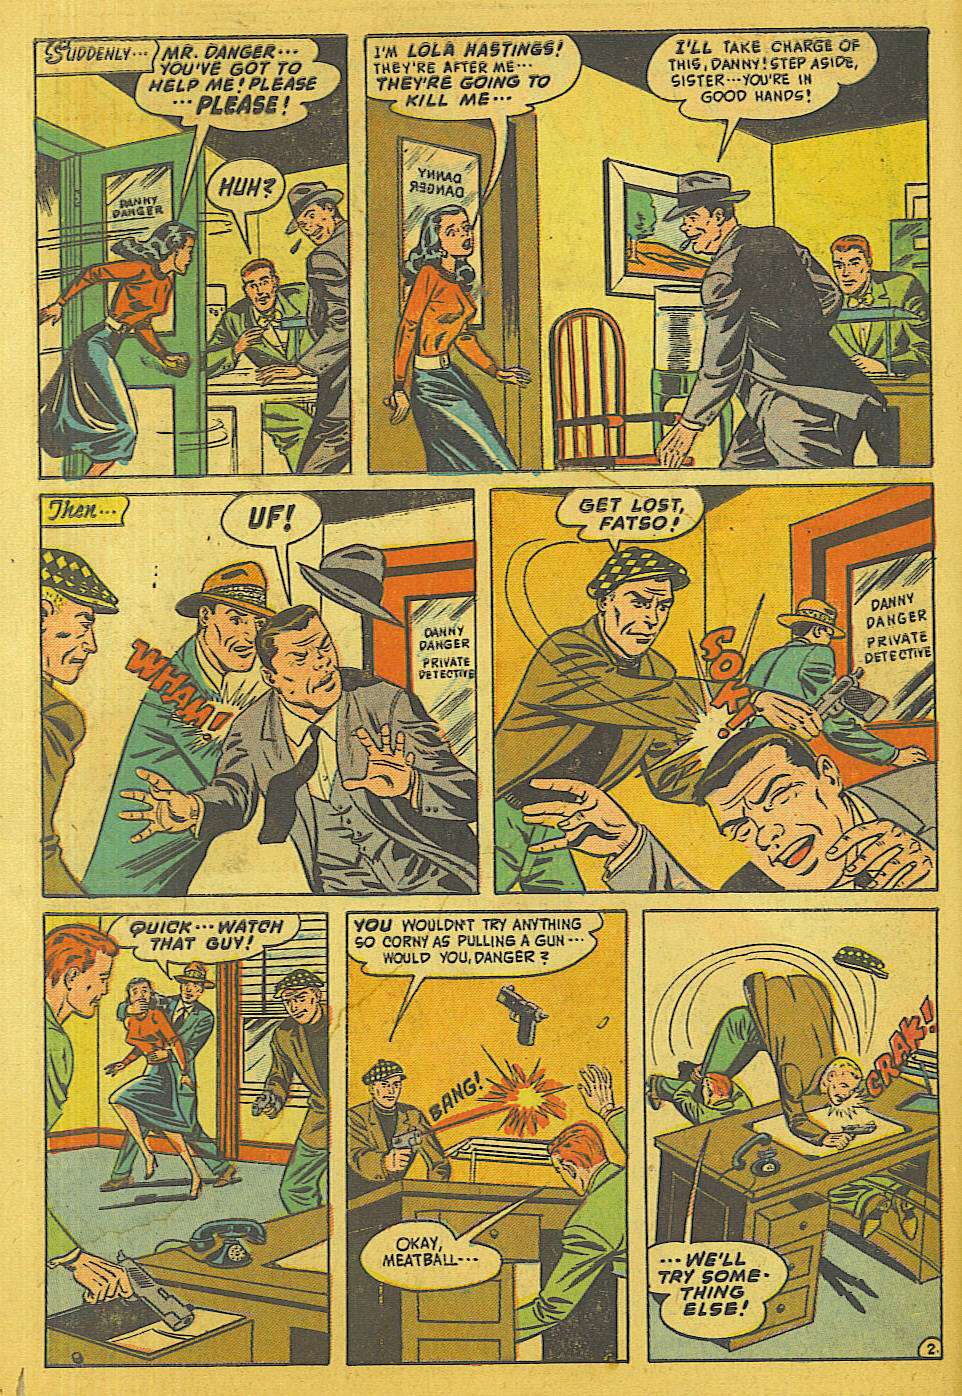 SUDDENLY...
MR. DANGER...
YOU'VE GOT TO
HELP ME! PLEASE
...PLEASE!
DANNY
DANGER
HUH?
I'M LOLA HASTINGS!
THEY'RE AFTER ME...
THEY'RE GOING TO
KILL ME...
DANNY
DANGER
I'LL TAKE CHARGE OF
THIS, DANNY! STEP ASIDE,
SISTER...YOU'RE IN
GOOD HANDS!
Then...
UF!
WHAM!
DANNY
DANGER
PRIVATE
DETECTIVE
GET LOST,
FATSO!
SOK!
DANNY
DANGER
PRIVATE
DETECTIVE
QUICK...WATCH
THAT GUY!
YOU WOULDN'T TRY ANYTHING
SO CORNY AS PULLING A GUN...
WOULD YOU, DANGER?
BANG!
OKAY,
MEATBALL...
CRAK!
...WE'LL
TRY SOME-
THING
ELSE!
2.